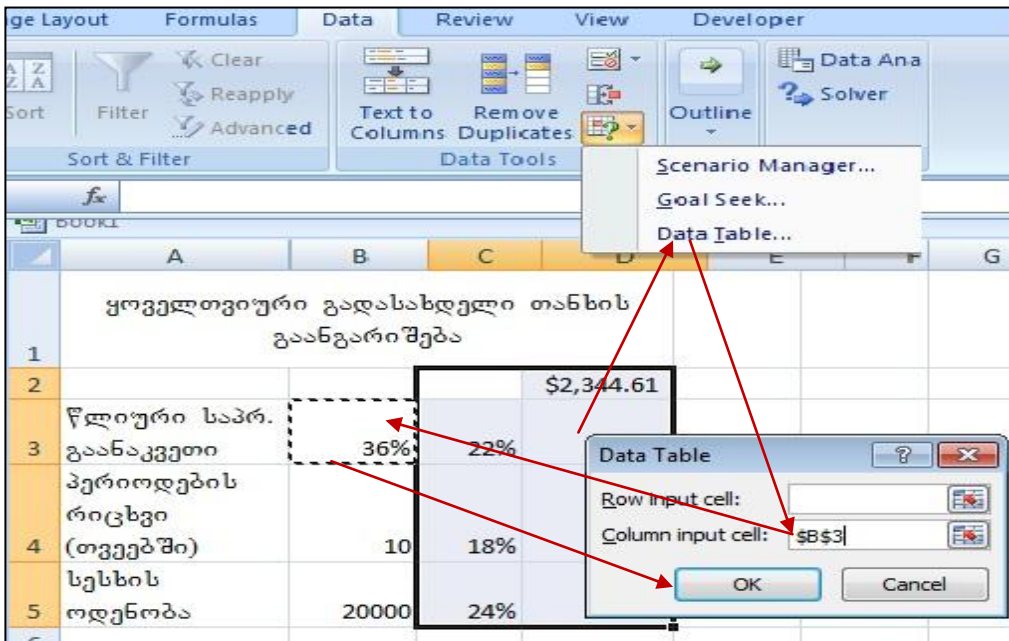 ge Layout Formulas Data Review View Developer
Clear
Reapply
Advanced
Sort Filter
Text to Columns
Remove Duplicates
Outline
Data Ana
Solver
Sort & Filter Data Tools
Scenario Manager...
Goal Seek...
Data Table...
fx
Book1
A B C D E F G
ყოველთვიური გადასახდელი თანხის
გაანგარიშება
1
2 $2,344.61
წლიური საპრ.
3 განაკვეთი 36% 22%
პერიოდების
რიცხვი
4 (თვეებში) 10 18%
სესხის
5 ოდენობა 20000 24%
Data Table
Row input cell:
Column input cell: $B$3
OK Cancel